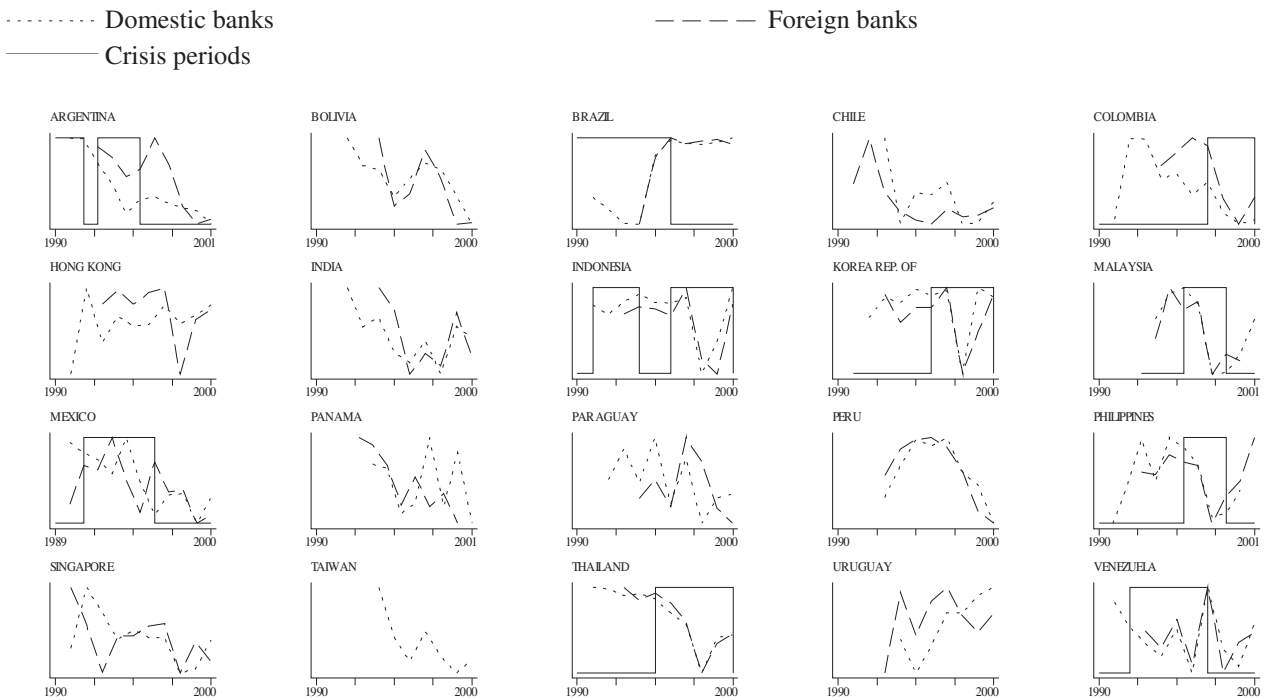 Domestic banks Foreign banks
Crisis periods
ARGENTINA BOLIVIA BRAZIL CHILE COLOMBIA
1990 2001 1990 2000 1990 2000 1990 2000 1990 2000
HONG KONG INDIA INDONESIA KOREA REP. OF MALAYSIA
1990 2000 1990 2000 1990 2000 1990 2000 1990 2001
MEXICO PANAMA PARAGUAY PERU PHILIPPINES
1989 2000 1990 2001 1990 2000 1990 2000 1990 2001
SINGAPORE TAIWAN THAILAND URUGUAY VENEZUELA
1990 2000 1990 2000 1990 2000 1990 2000 1990 2000